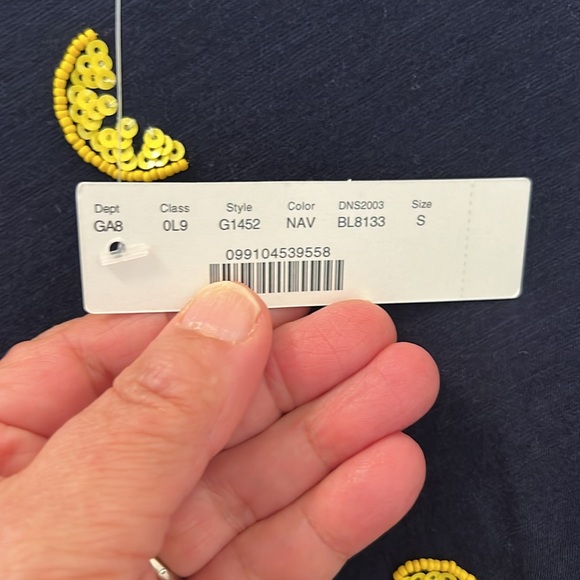 Dept Class Style Color DNS2003 Size
GA8 0L9 G1452 NAV BL8133 S
099104539558